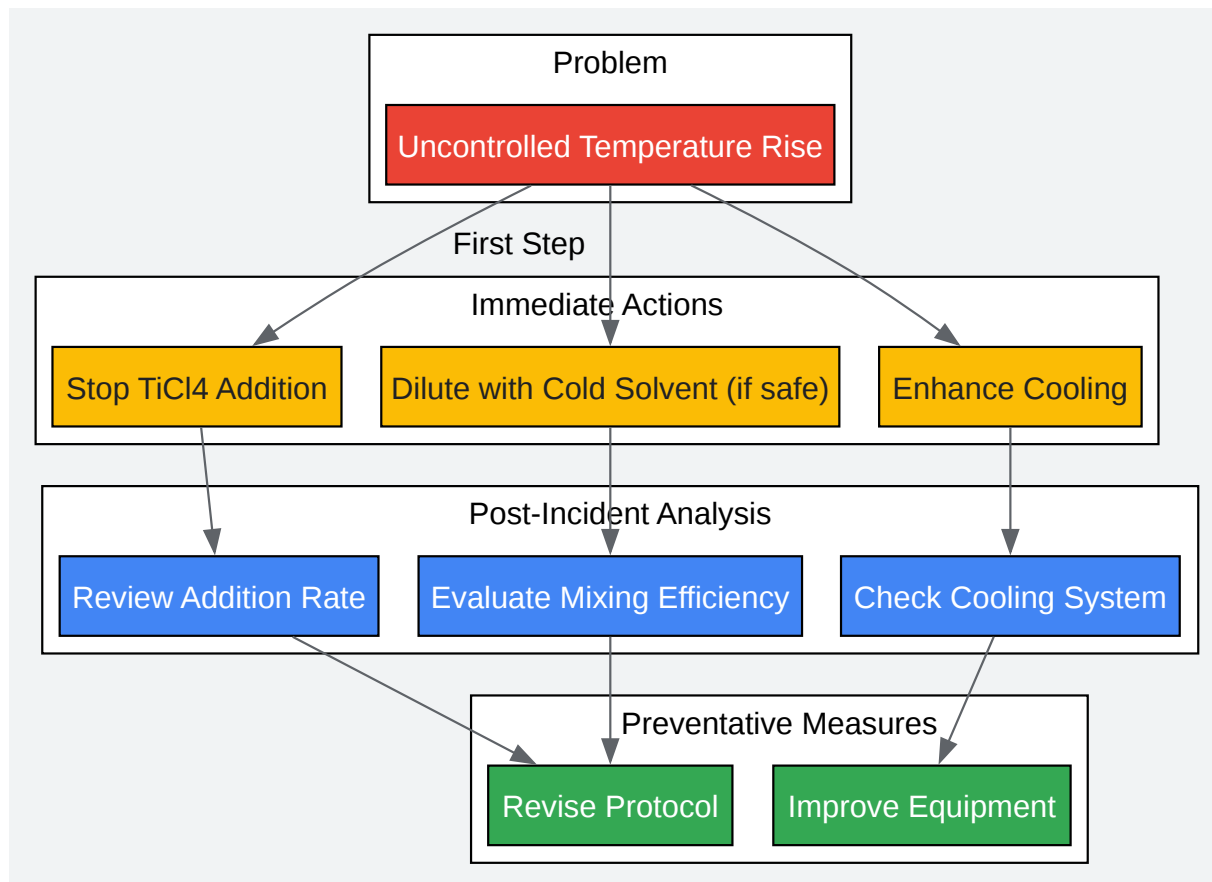 Problem
Uncontrolled Temperature Rise
First Step
Immediate Actions
Stop TiCl4 Addition
Dilute with Cold Solvent (if safe)
Enhance Cooling
Post-Incident Analysis
Review Addition Rate
Evaluate Mixing Efficiency
Check Cooling System
Preventative Measures
Revise Protocol
Improve Equipment